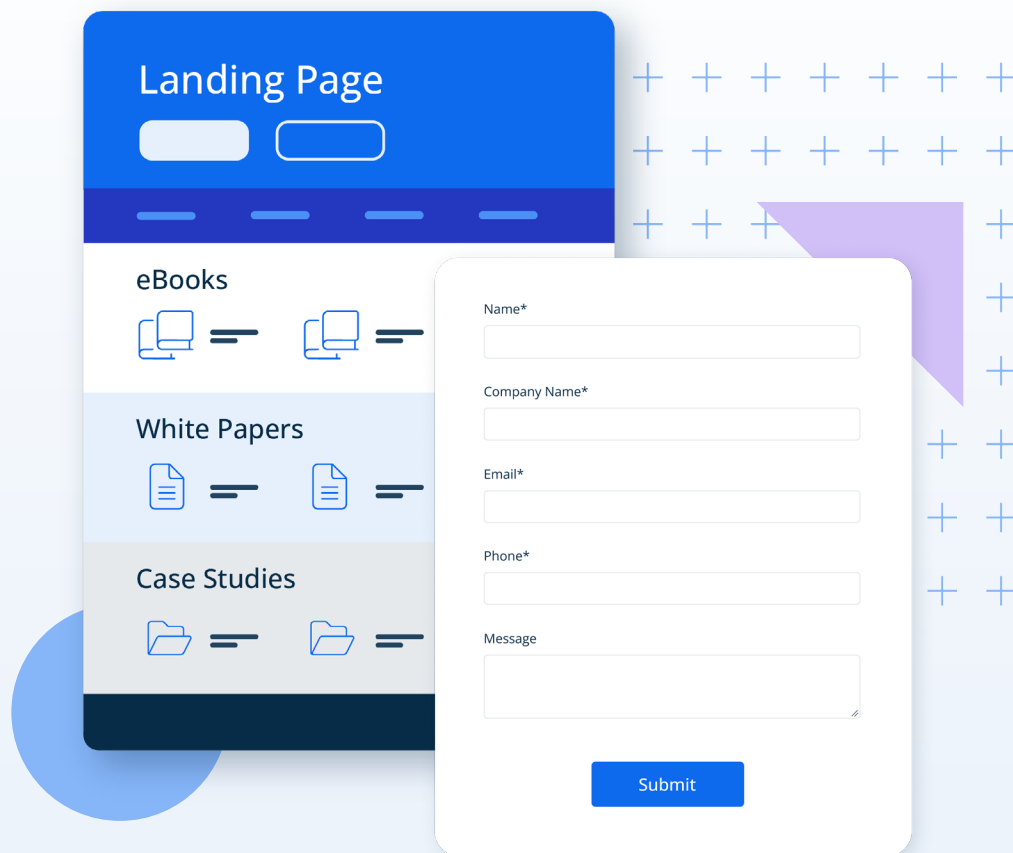 Landing Page
eBooks
White Papers
Case Studies
Name*
Company Name*
Email*
Phone*
Message
Submit